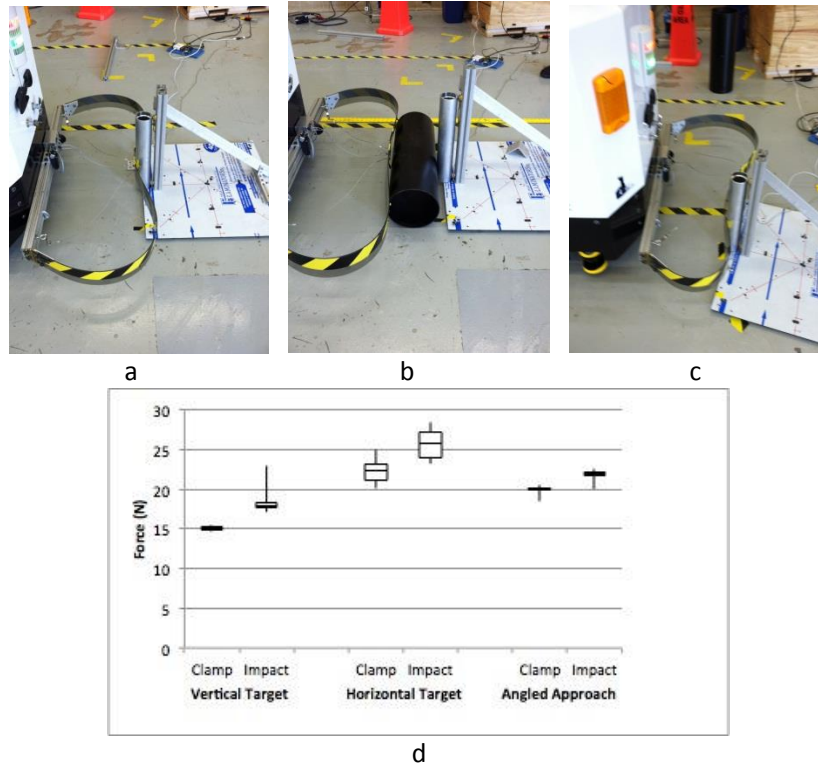 a
b
c
30
25
20
15
10
5
0
Force (N)
Clamp Impact Clamp Impact Clamp Impact
Vertical Target Horizontal Target Angled Approach
d